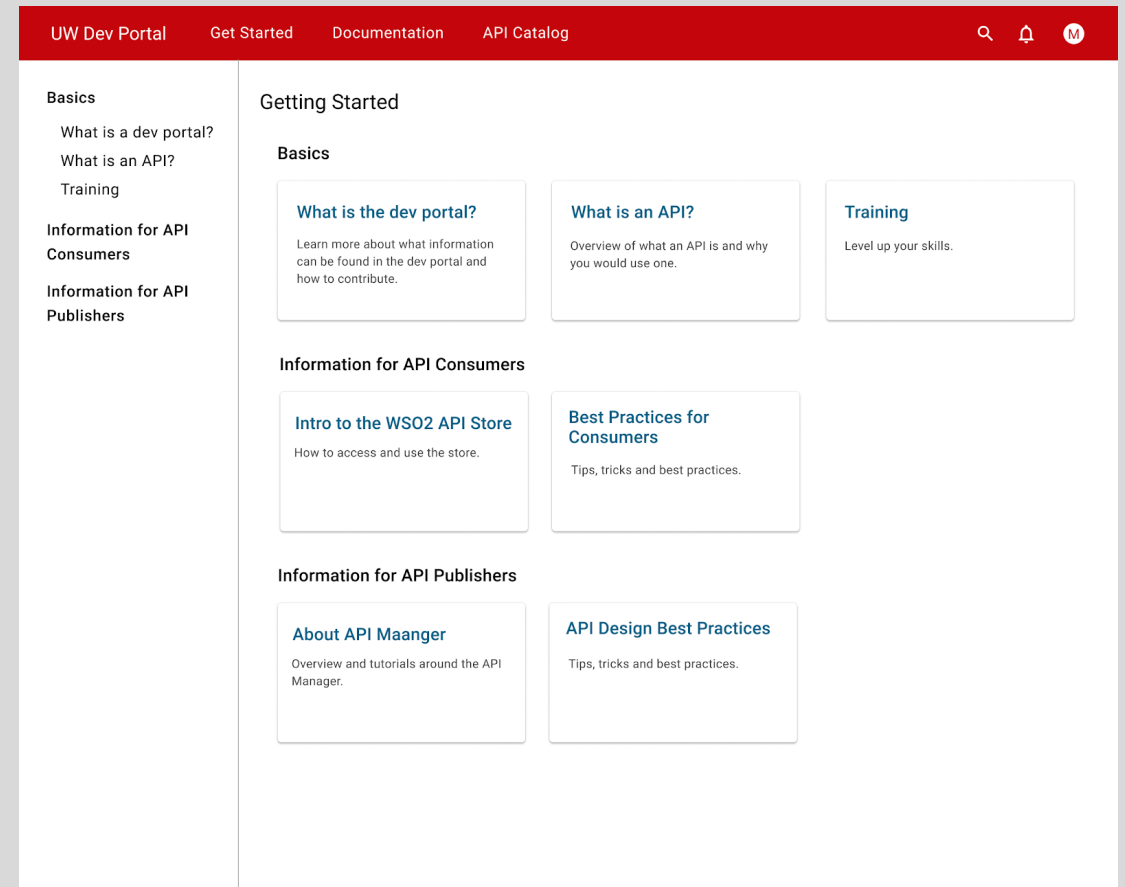 UW Dev Portal
Get Started
Documentation
API Catalog
M
Basics
What is a dev portal?
What is an API?
Training
Information for API
Consumers
Information for API
Publishers
Getting Started
Basics
What is the dev portal?
Learn more about what information
can be found in the dev portal and
how to contribute.
What is an API?
Overview of what an API is and why
you would use one.
Training
Level up your skills.
Information for API Consumers
Intro to the WSO2 API Store
How to access and use the store.
Best Practices for
Consumers
Tips, tricks and best practices.
Information for API Publishers
About API Maanger
Overview and tutorials around the API
Manager.
API Design Best Practices
Tips, tricks and best practices.